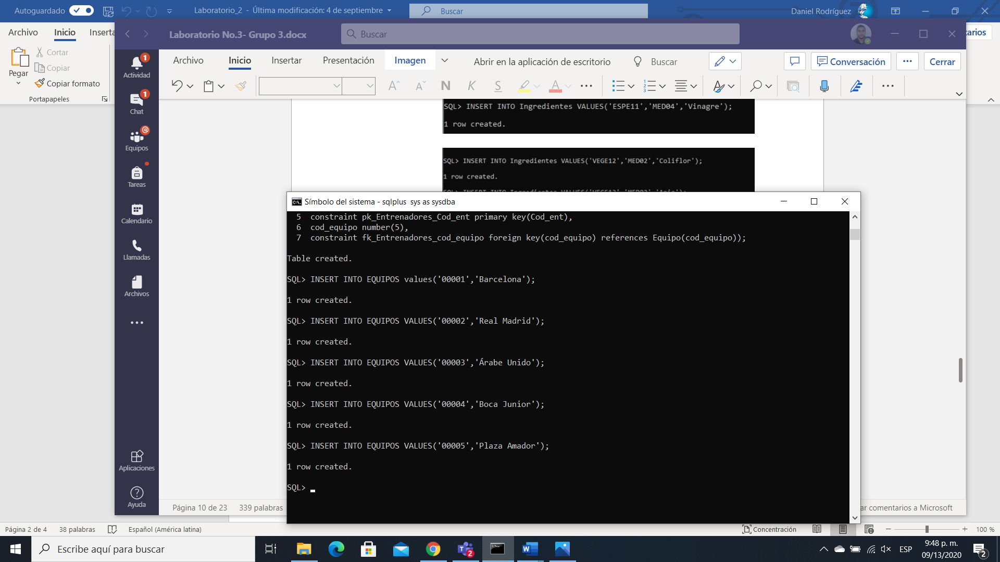 Autoguardado
Laboratorio_2 - Última modificación: 4 de septiembre
Buscar
Daniel Rodríguez
Archivo
Inicio
Inserta
Cortar
Copiar
Copiar formato
Pegar
Portapapeles
arios
Laboratorio No.3- Grupo 3.docx
Buscar
Archivo
Inicio
Insertar
Presentación
Imagen
Abrir en la aplicación de escritorio
Buscar
Conversación
Cerrar
N
K
S
Actividad
Chat
Equipos
Tareas
Calendario
Llamadas
Archivos
Aplicaciones
Ayuda
SQL> INSERT INTO Ingredientes VALUES('ESPE11','MED04','Vinagre');
1 row created.
SQL> INSERT INTO Ingredientes VALUES('VEGE12','MED02','Coliflor');
1 row created.
Símbolo del sistema - sqlplus sys as sysdba
5 constraint pk_Entrenadores_Cod_ent primary key(Cod_ent),
6 cod_equipo number(5),
7 constraint fk_Entrenadores_cod_equipo foreign key(cod_equipo) references Equipo(cod_equipo));
Table created.
SQL> INSERT INTO EQUIPOS values('00001','Barcelona');
1 row created.
SQL> INSERT INTO EQUIPOS VALUES('00002','Real Madrid');
1 row created.
SQL> INSERT INTO EQUIPOS VALUES('00003','Árabe Unido');
1 row created.
SQL> INSERT INTO EQUIPOS VALUES('00004','Boca Junior');
1 row created.
SQL> INSERT INTO EQUIPOS VALUES('00005','Plaza Amador');
1 row created.
SQL>
Página 10 de 23 339 palabras
ar comentarios a Microsoft
Página 2 de 4 38 palabras Español (América latina)
Concentración
100 %
Escribe aquí para buscar
ESP
9:48 p. m.
09/13/2020